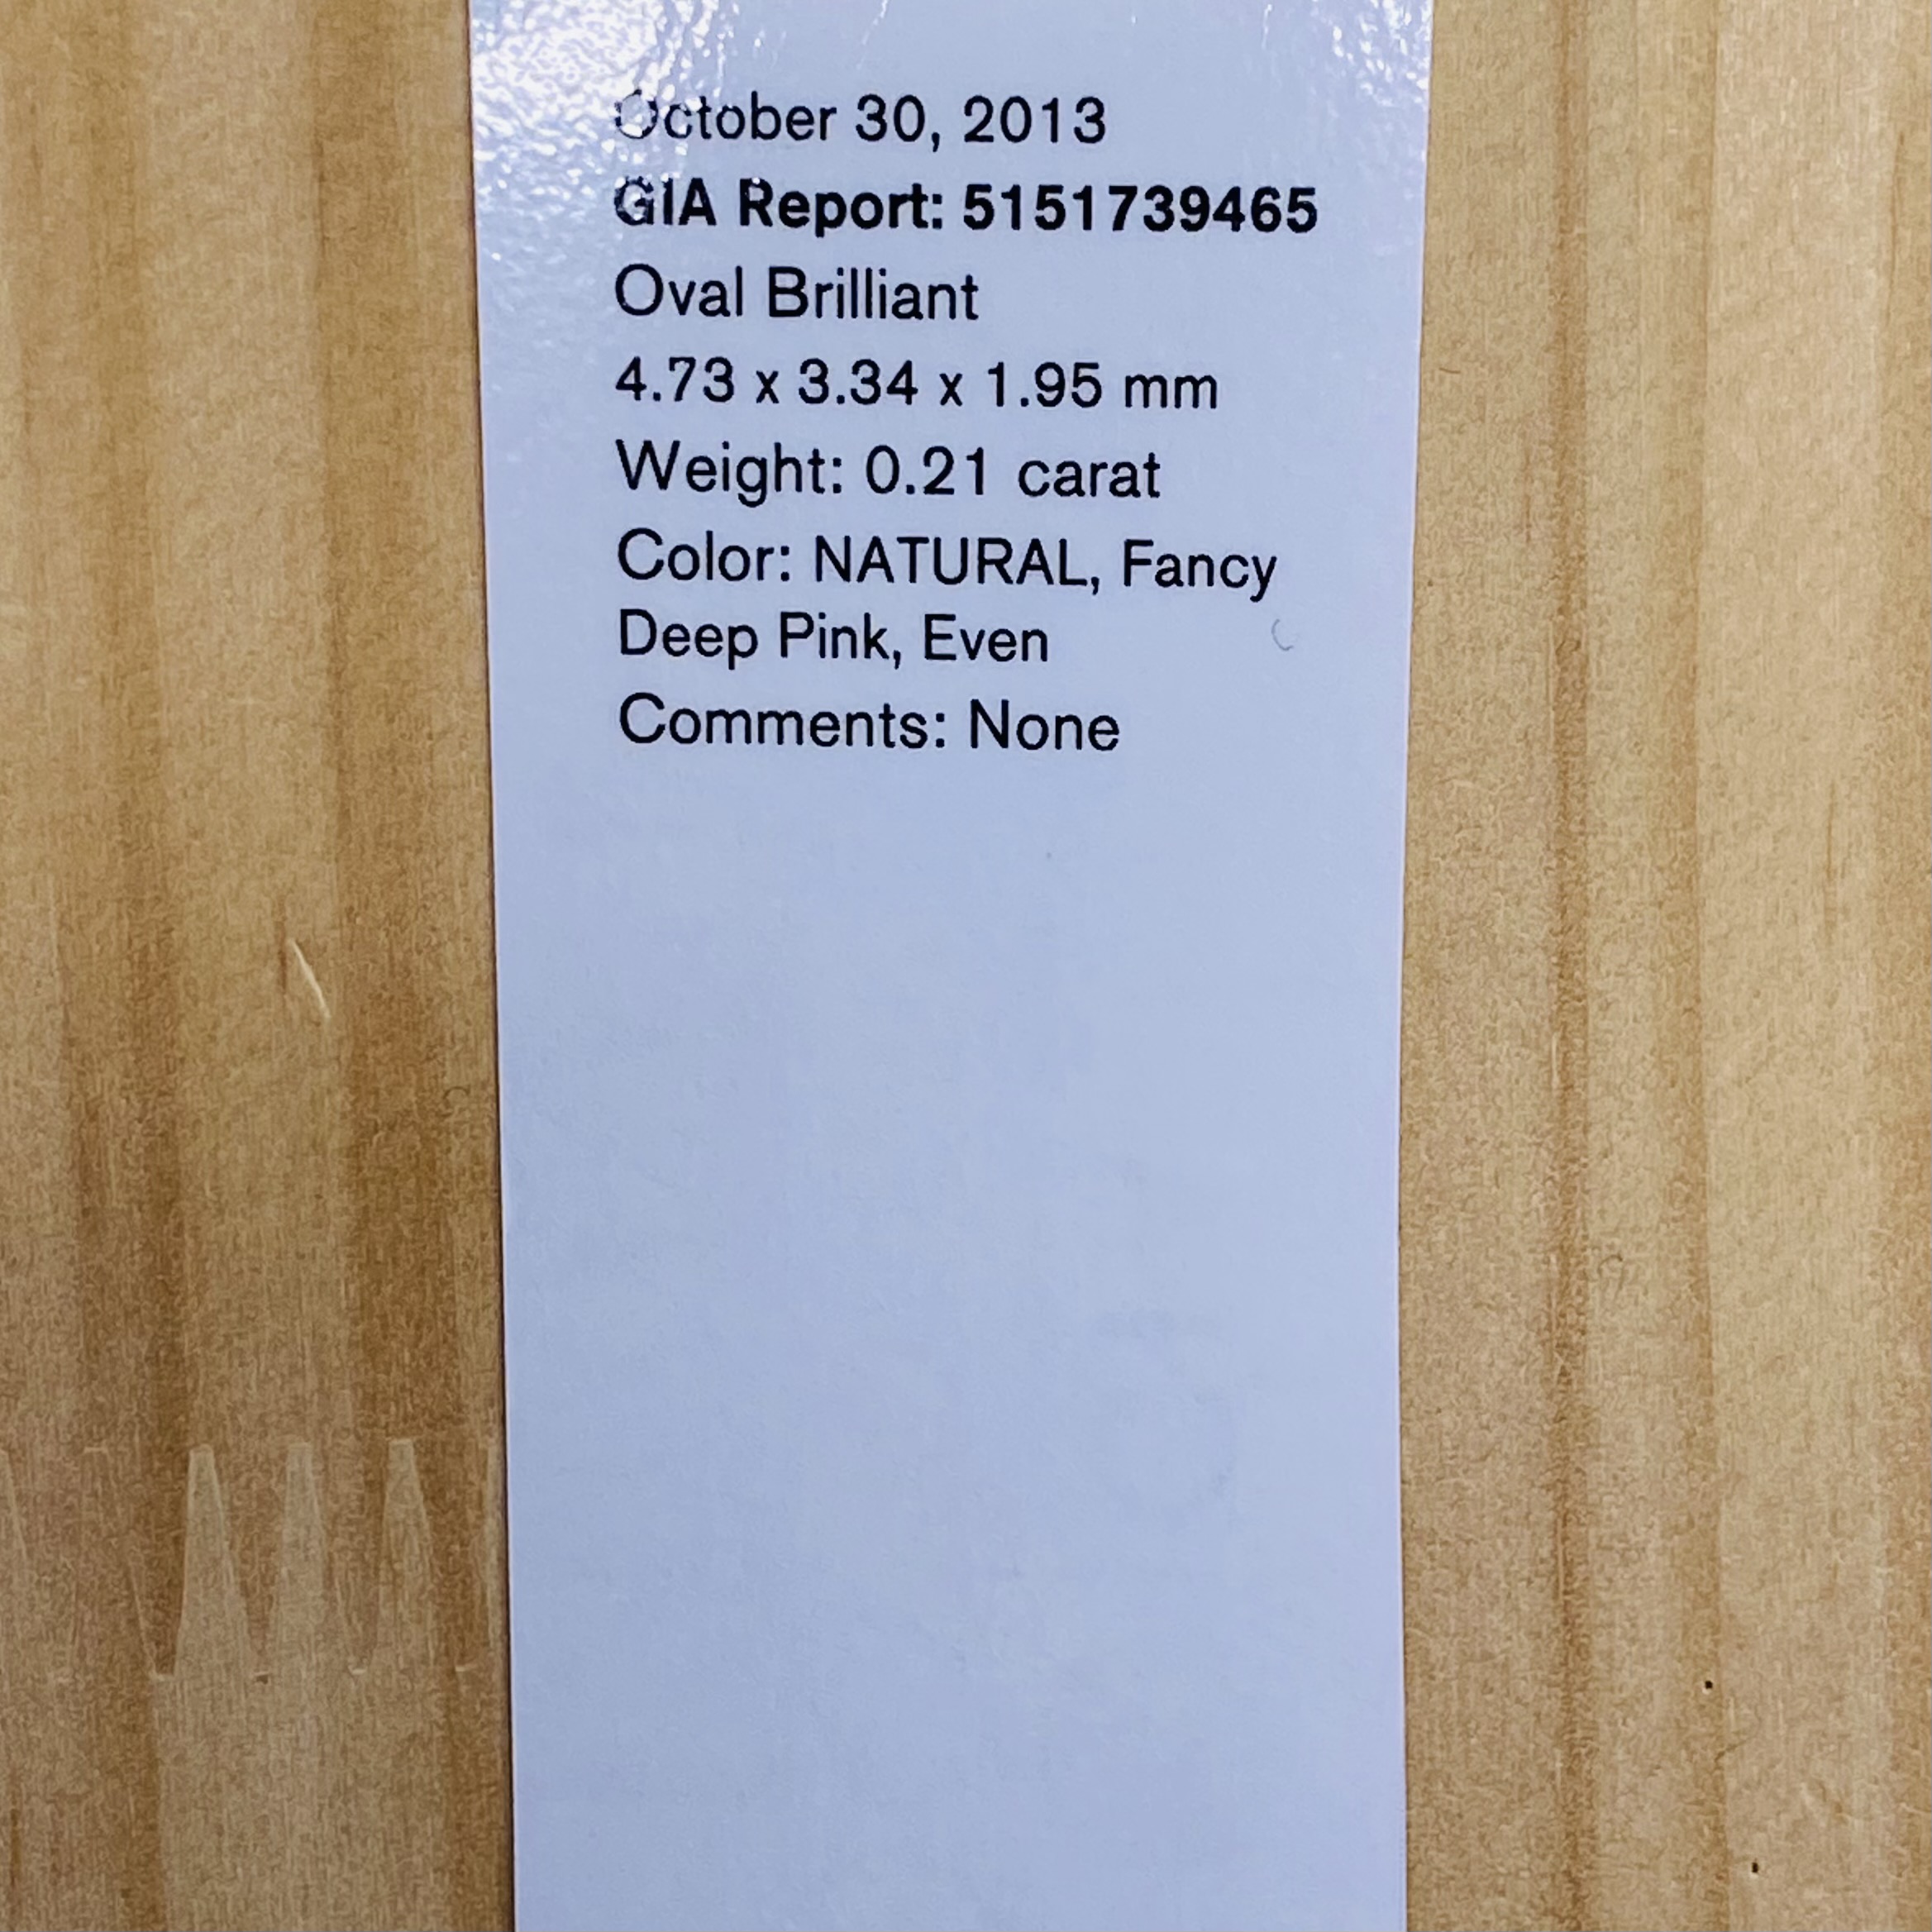 October 30, 2013
GIA Report: 5151739465
Oval Brilliant
4.73 x 3.34 x 1.95 mm
Weight: 0.21 carat
Color: NATURAL, Fancy
Deep Pink, Even
Comments: None